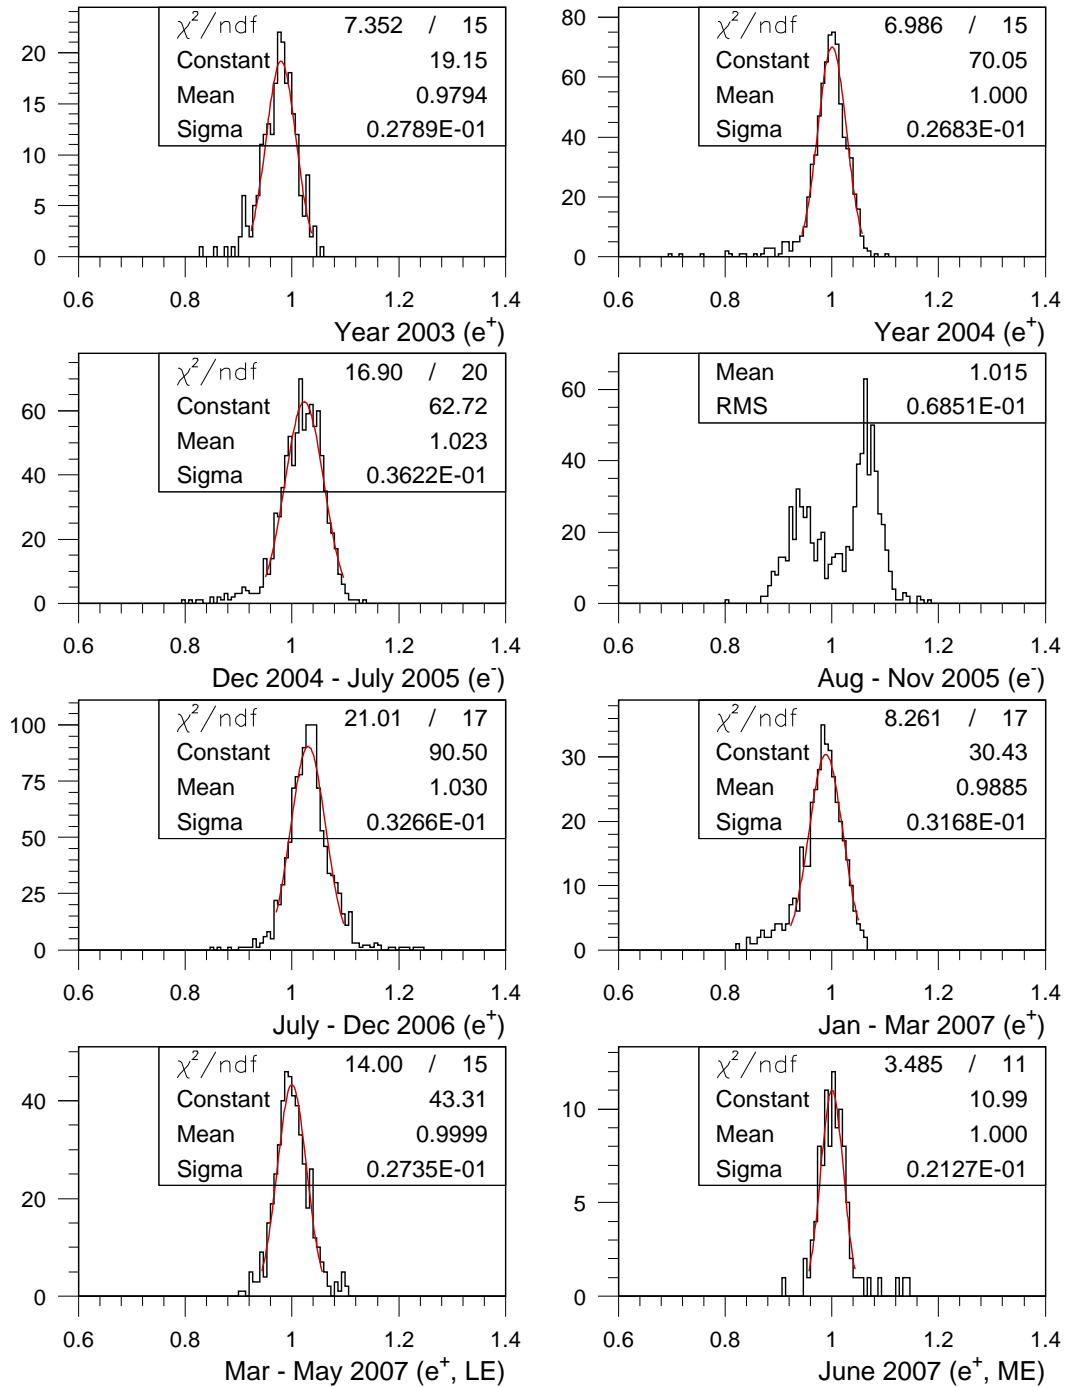 χ²/ndf 7.352 / 15
Constant 19.15
Mean 0.9794
Sigma 0.2789E-01
20
15
10
5
0
0.6 0.8 1 1.2 1.4
Year 2003 (e⁺)
χ²/ndf 6.986 / 15
Constant 70.05
Mean 1.000
Sigma 0.2683E-01
80
60
40
20
0
0.6 0.8 1 1.2 1.4
Year 2004 (e⁺)
χ²/ndf 16.90 / 20
Constant 62.72
Mean 1.023
Sigma 0.3622E-01
60
40
20
0
0.6 0.8 1 1.2 1.4
Dec 2004 - July 2005 (e⁻)
Mean 1.015
RMS 0.6851E-01
60
40
20
0
0.6 0.8 1 1.2 1.4
Aug - Nov 2005 (e⁻)
χ²/ndf 21.01 / 17
Constant 90.50
Mean 1.030
Sigma 0.3266E-01
100
75
50
25
0
0.6 0.8 1 1.2 1.4
July - Dec 2006 (e⁺)
χ²/ndf 8.261 / 17
Constant 30.43
Mean 0.9885
Sigma 0.3168E-01
30
20
10
0
0.6 0.8 1 1.2 1.4
Jan - Mar 2007 (e⁺)
χ²/ndf 14.00 / 15
Constant 43.31
Mean 0.9999
Sigma 0.2735E-01
40
20
0
0.6 0.8 1 1.2 1.4
Mar - May 2007 (e⁺, LE)
χ²/ndf 3.485 / 11
Constant 10.99
Mean 1.000
Sigma 0.2127E-01
10
5
0
0.6 0.8 1 1.2 1.4
June 2007 (e⁺, ME)